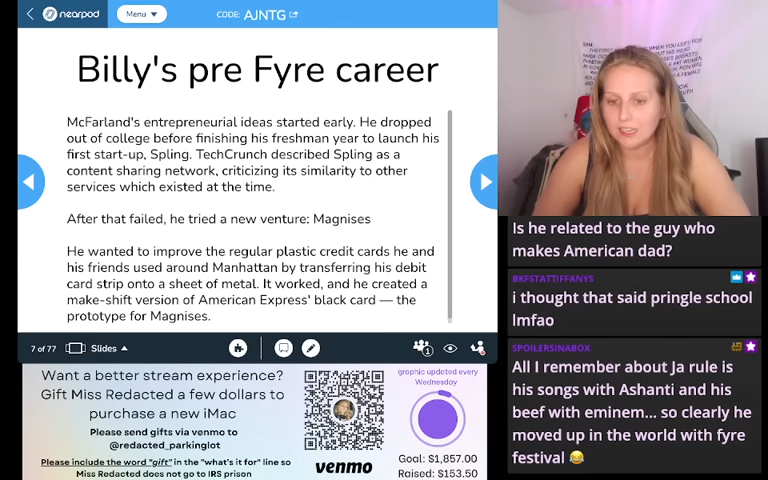 nearpod
Menu
CODE: AJNTG
Billy's pre Fyre career
McFarland's entrepreneurial ideas started early. He dropped
out of college before finishing his freshman year to launch his
first start-up, Spling. TechCrunch described Spling as a
content sharing network, criticizing its similarity to other
services which existed at the time.
After that failed, he tried a new venture: Magnises
He wanted to improve the regular plastic credit cards he and
his friends used around Manhattan by transferring his debit
card strip onto a sheet of metal. It worked, and he created a
make-shift version of American Express' black card — the
prototype for Magnises.
7 of 77
Slides
1
Want a better stream experience?
Gift Miss Redacted a few dollars to
purchase a new iMac
Please send gifts via venmo to
@redacted_parkinglot
Please include the word "gift" in the "what's it for" line so
Miss Redacted does not go to IRS prison
venmo
graphic updated every
Wednesday
Goal: $1,857.00
Raised: $153.50
Is he related to the guy who
makes American dad?
BKFSTATTIFFANYS
i thought that said pringle school
lmfao
SPOILERSINABOX
All I remember about Ja rule is
his songs with Ashanti and his
beef with eminem... so clearly he
moved up in the world with fyre
festival 😂